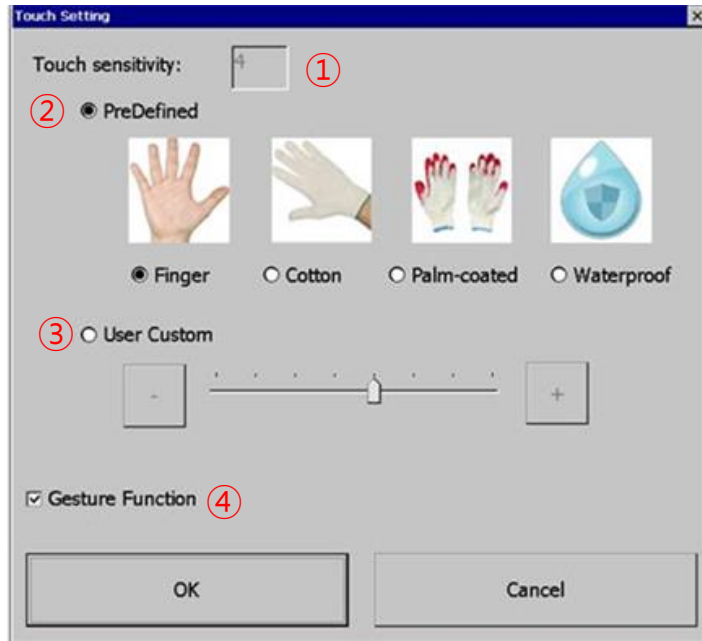 Touch Setting
Touch sensitivity: 4 ①
② PreDefined
Finger Cotton Palm-coated Waterproof
③ User Custom
- +
Gesture Function ④
OK Cancel